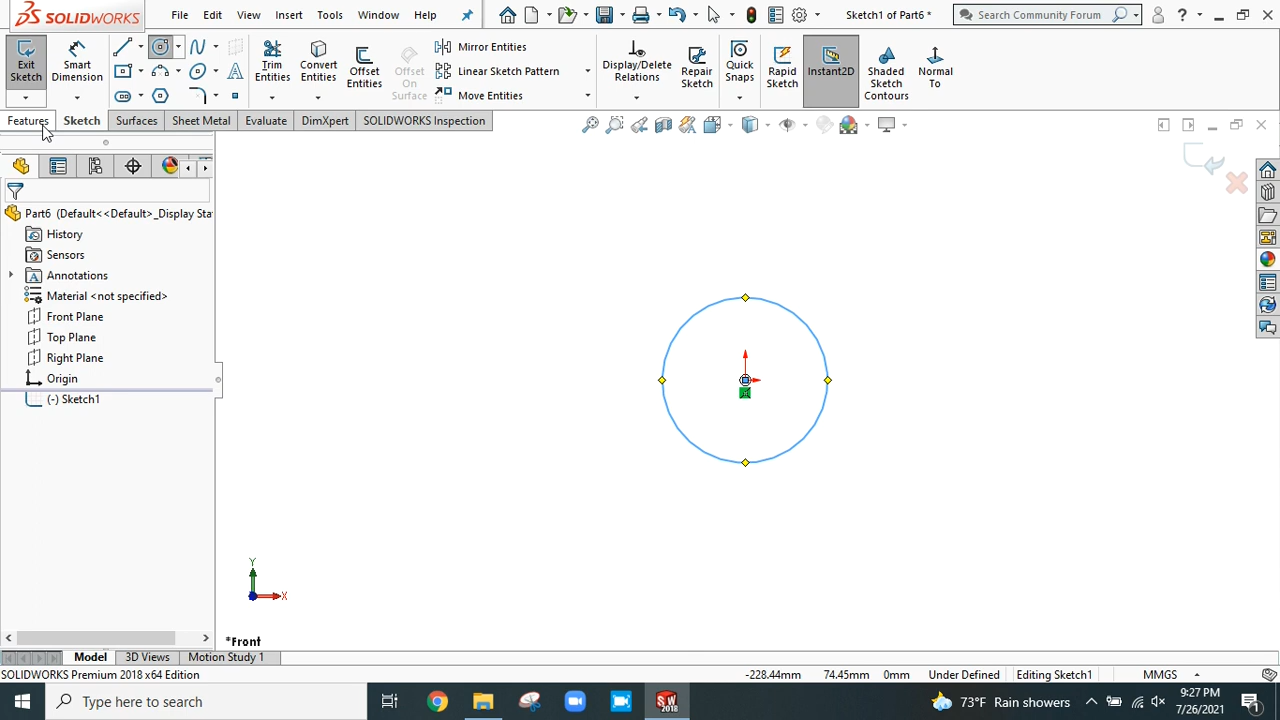 SOLIDWORKS File Edit View Insert Tools Window Help Sketch1 of Part6 * Search Community Forum ?
Exit Sketch
Smart Dimension
Trim Entities
Convert Entities
Offset Entities
Offset On Surface
Mirror Entities
Linear Sketch Pattern
Move Entities
Display/Delete Relations
Repair Sketch
Quick Snaps
Rapid Sketch
Instant2D
Shaded Sketch Contours
Normal To
Features Sketch Surfaces Sheet Metal Evaluate DimXpert SOLIDWORKS Inspection
Part6 (Default<<Default>_Display Sta
History
Sensors
Annotations
Material <not specified>
Front Plane
Top Plane
Right Plane
Origin
(-) Sketch1
Y
X
*Front
Model 3D Views Motion Study 1
SOLIDWORKS Premium 2018 x64 Edition -228.44mm 74.45mm 0mm Under Defined Editing Sketch1 MMGS
Type here to search
SW 2018
73°F Rain showers
9:27 PM
7/26/2021
1